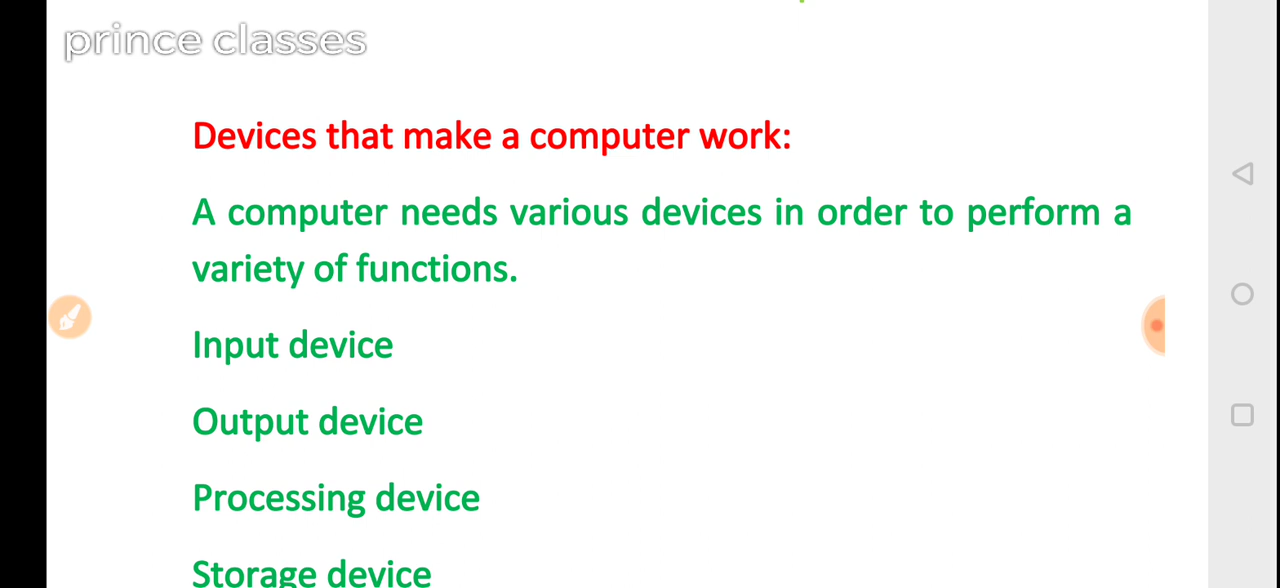 prince classes
Devices that make a computer work:
A computer needs various devices in order to perform a
variety of functions.
Input device
Output device
Processing device
Storage device